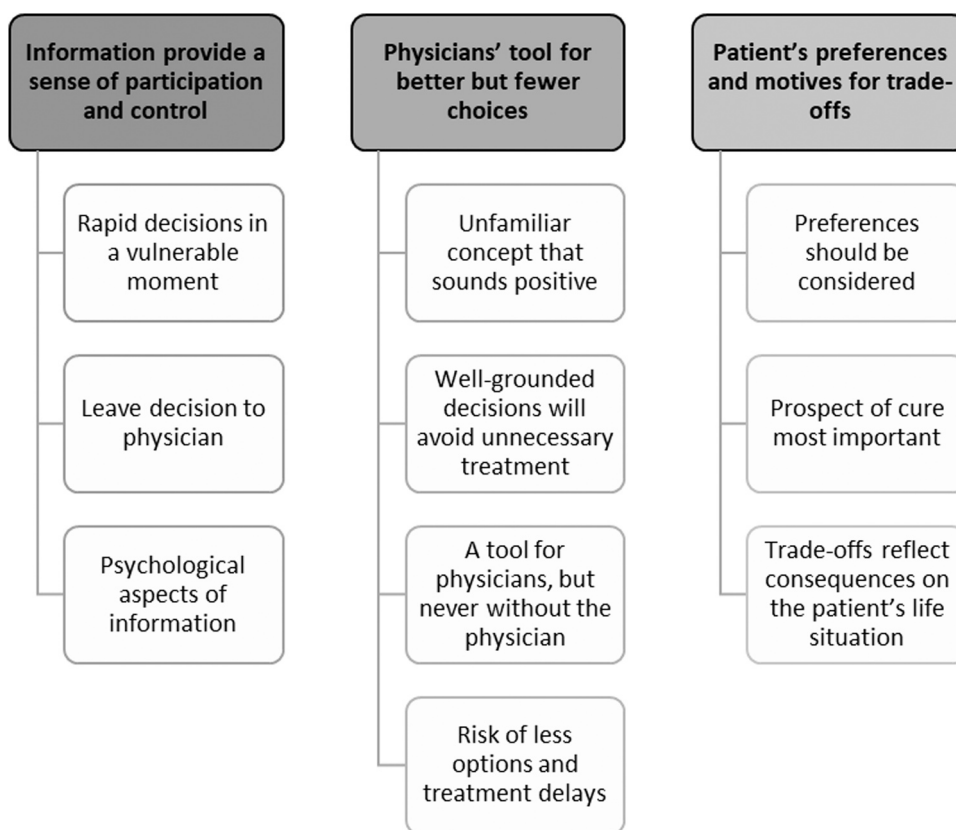 Information provide a
sense of participation
and control
Rapid decisions in
a vulnerable
moment
Leave decision to
physician
Psychological
aspects of
information
Physicians’ tool for
better but fewer
choices
Unfamiliar
concept that
sounds positive
Well-grounded
decisions will
avoid unnecessary
treatment
A tool for
physicians, but
never without the
physician
Risk of less
options and
treatment delays
Patient’s preferences
and motives for trade-
offs
Preferences
should be
considered
Prospect of cure
most important
Trade-offs reflect
consequences on
the patient’s life
situation